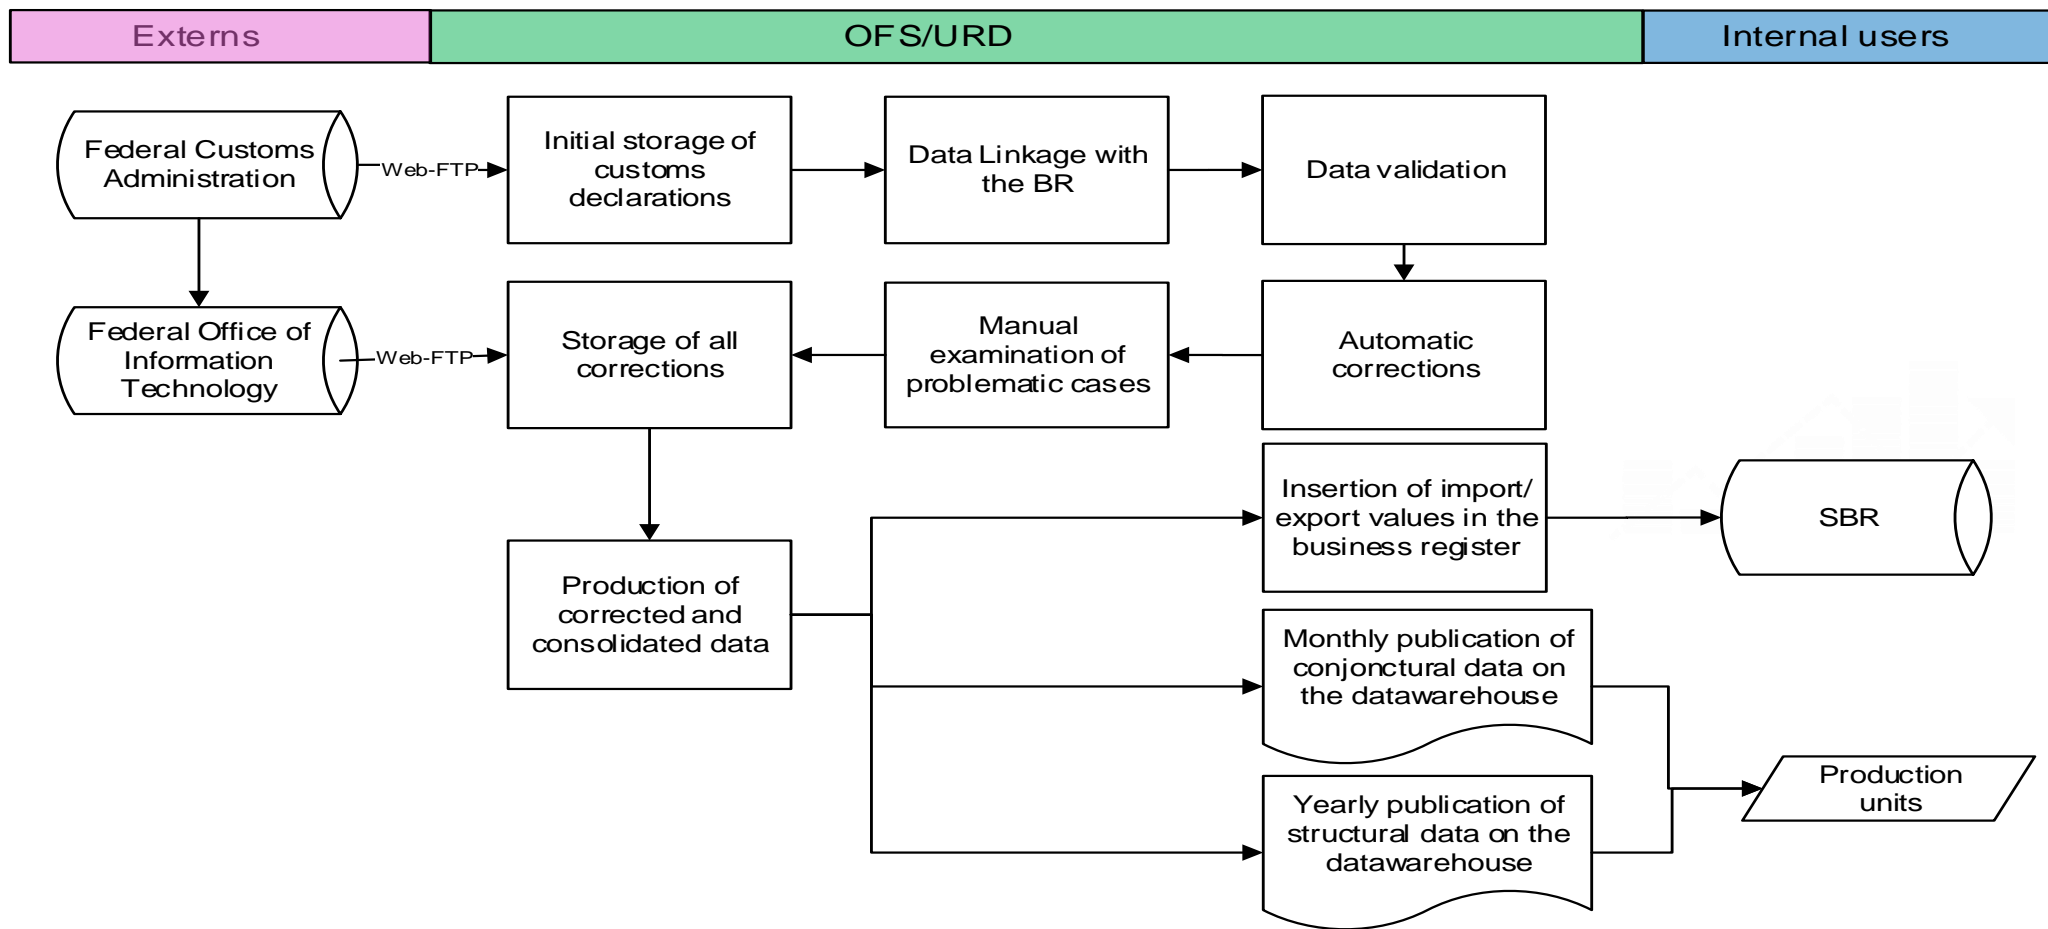 Externs
OFS/URD
Internal users
Federal Customs
Administration
Web-FTP
Initial storage of
customs
declarations
Data Linkage with
the BR
Data validation
Federal Office of
Information
Technology
Web-FTP
Storage of all
corrections
Manual
examination of
problematic cases
Automatic
corrections
Insertion of import/
export values in the
business register
SBR
Production of
corrected and
consolidated data
Monthly publication of
conjonctural data on
the datawarehouse
Production
units
Yearly publication of
structural data on the
datawarehouse